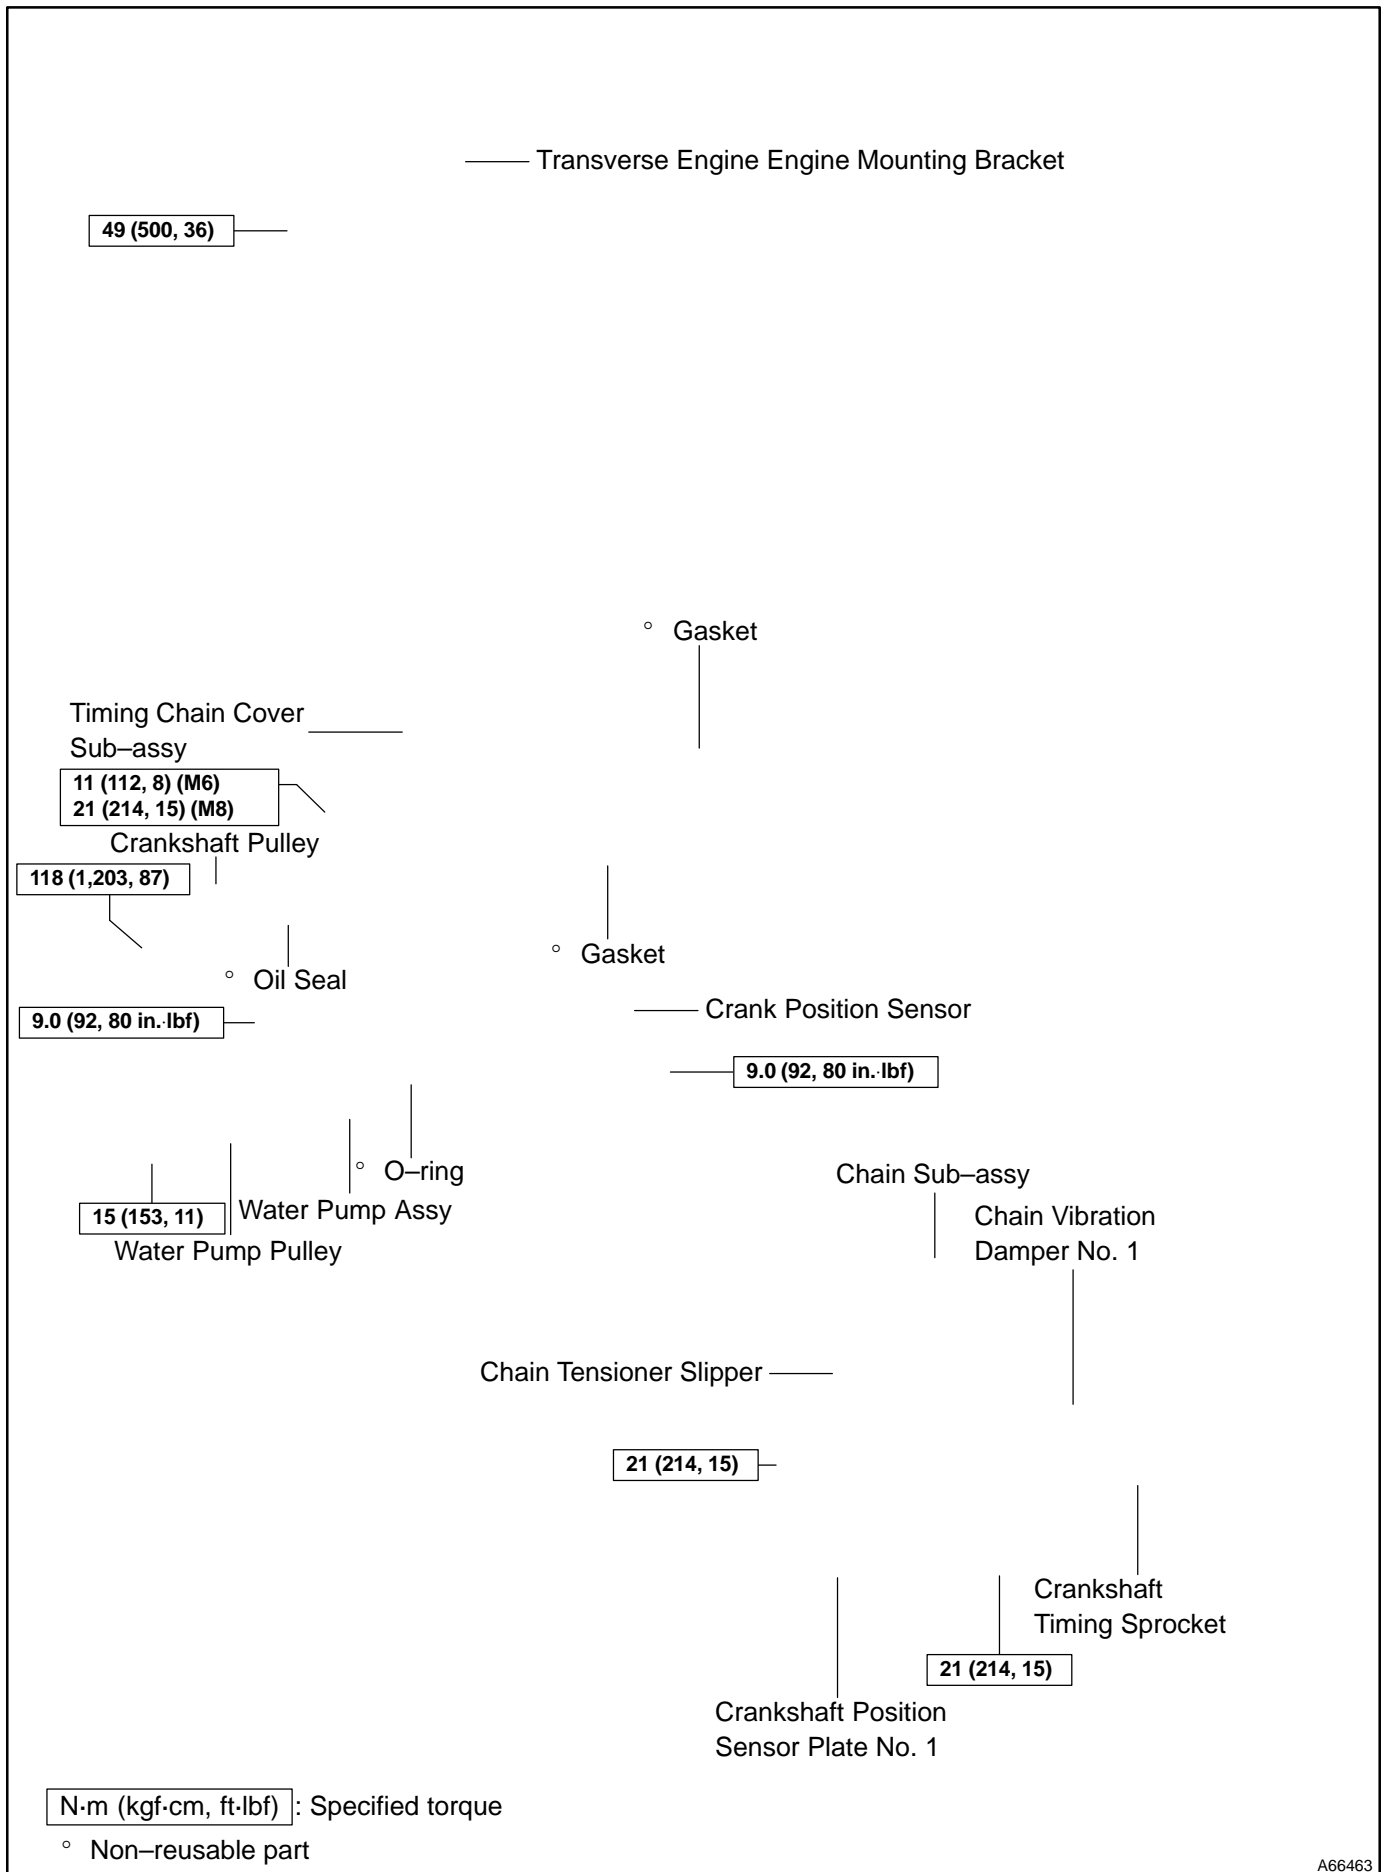 Transverse Engine Engine Mounting Bracket
49 (500, 36)
° Gasket
Timing Chain Cover
Sub–assy
11 (112, 8) (M6)
21 (214, 15) (M8)
Crankshaft Pulley
118 (1,203, 87)
° Gasket
° Oil Seal
Crank Position Sensor
9.0 (92, 80 in.·lbf)
9.0 (92, 80 in.·lbf)
° O–ring
Chain Sub–assy
15 (153, 11)
Water Pump Assy
Chain Vibration
Damper No. 1
Water Pump Pulley
Chain Tensioner Slipper
21 (214, 15)
Crankshaft
Timing Sprocket
21 (214, 15)
Crankshaft Position
Sensor Plate No. 1
N·m (kgf·cm, ft·lbf) : Specified torque
° Non–reusable part
A66463